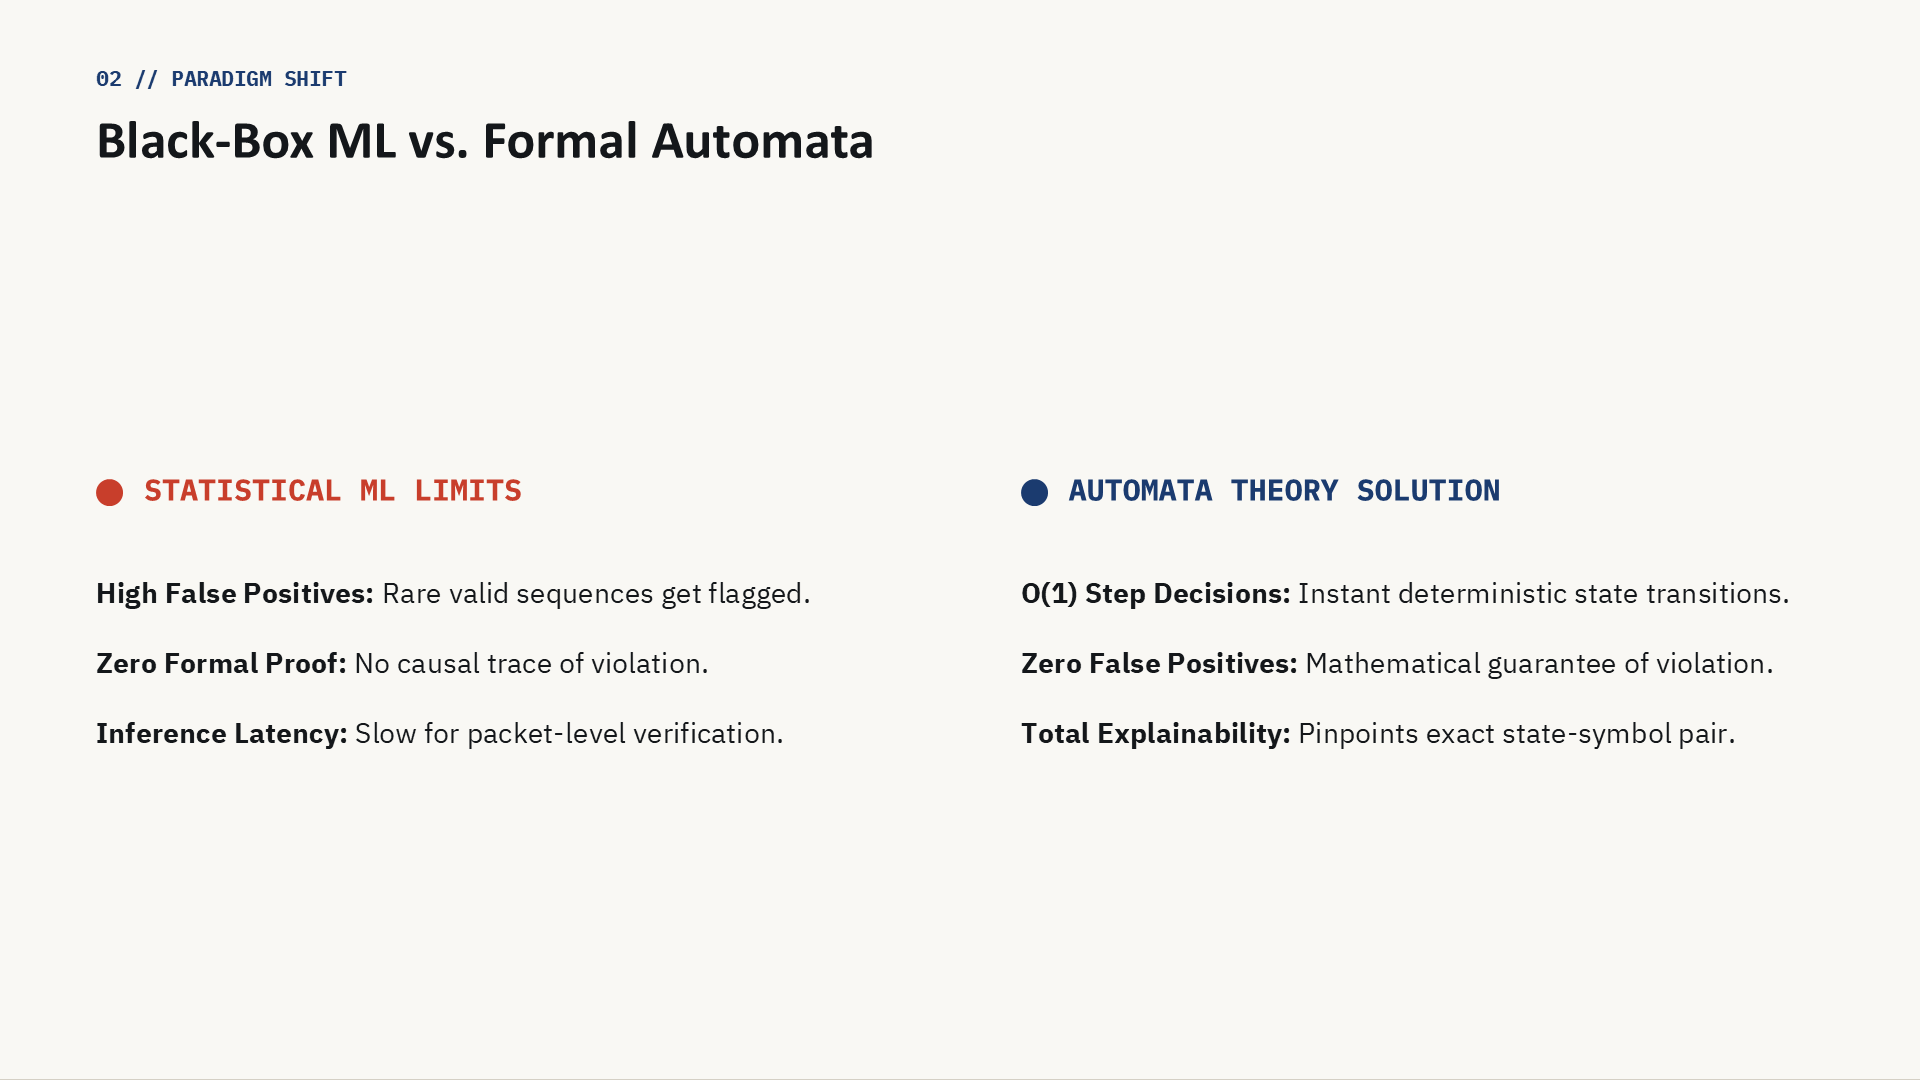 02 // PARADIGM SHIFT
Black-Box ML vs. Formal Automata
STATISTICAL ML LIMITS
High False Positives: Rare valid sequences get flagged.
Zero Formal Proof: No causal trace of violation.
Inference Latency: Slow for packet-level verification.
AUTOMATA THEORY SOLUTION
O(1) Step Decisions: Instant deterministic state transitions.
Zero False Positives: Mathematical guarantee of violation.
Total Explainability: Pinpoints exact state-symbol pair.